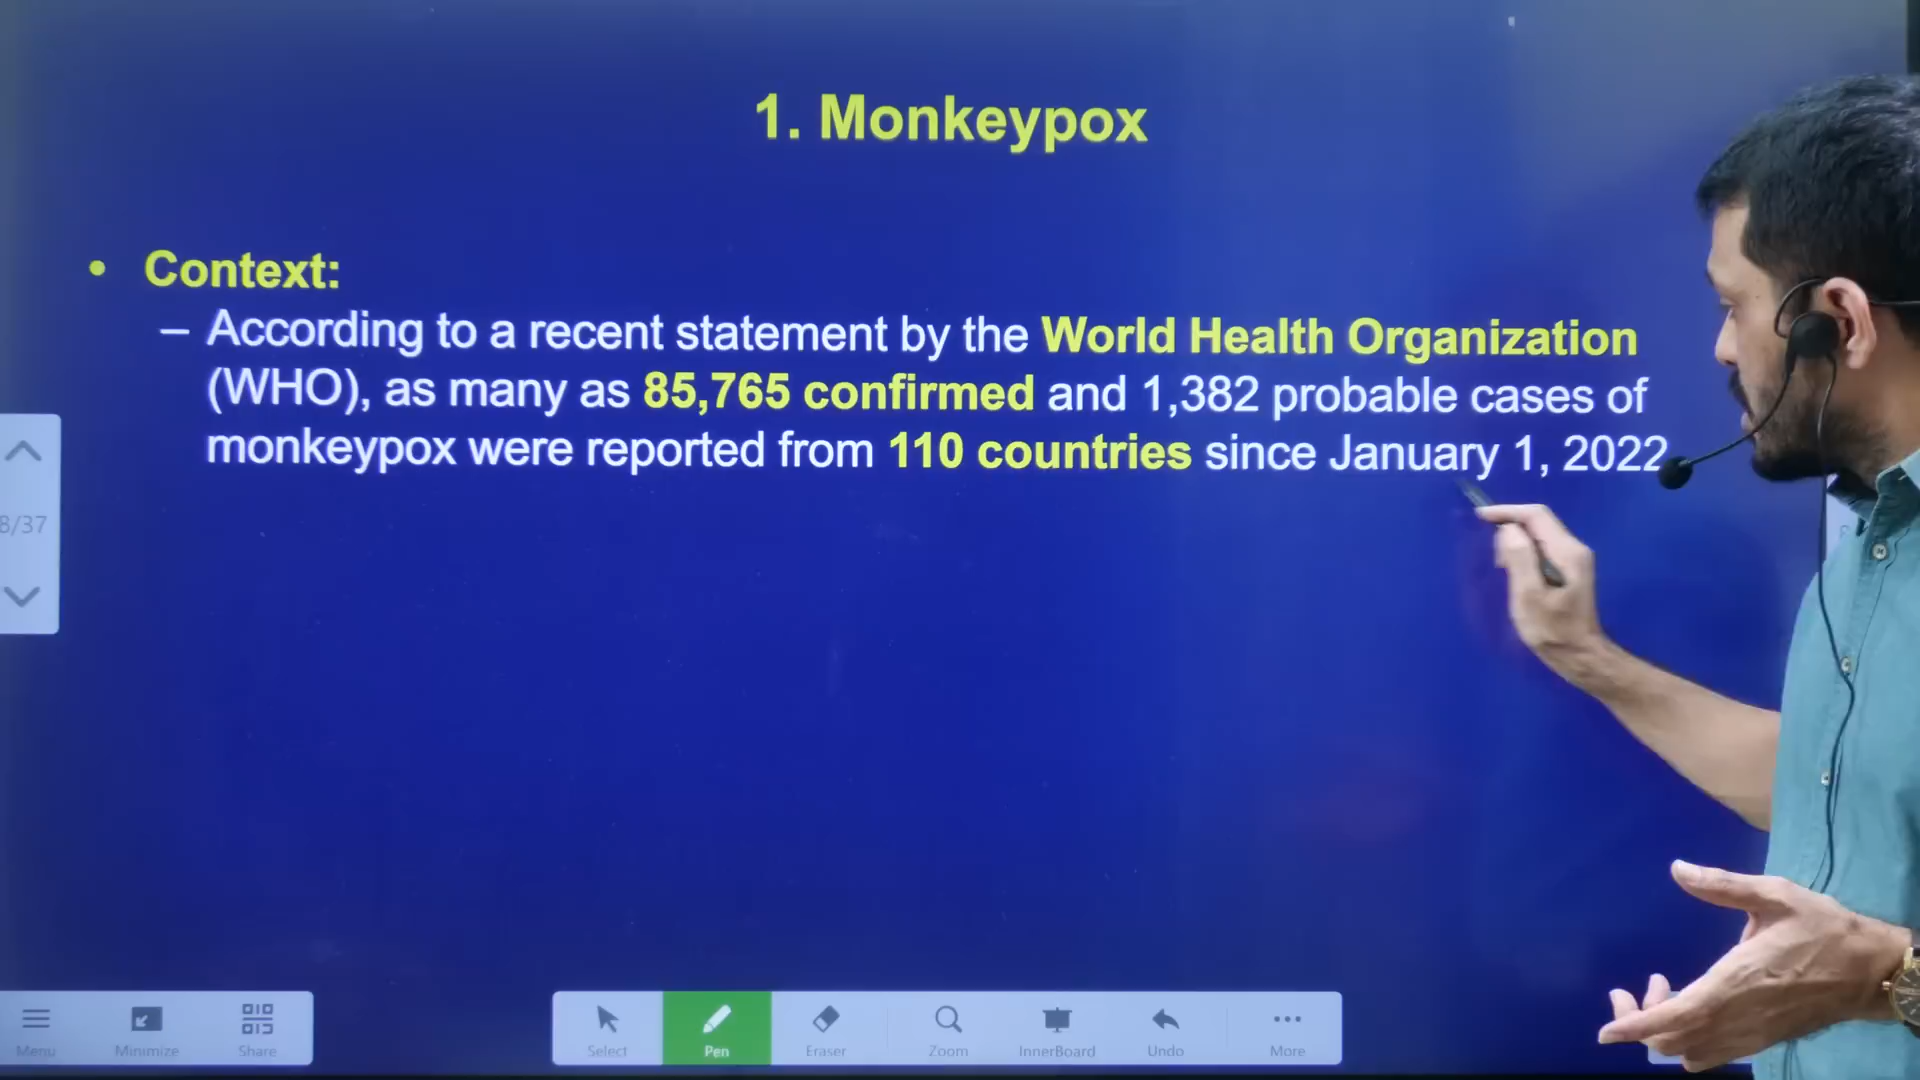 1. Monkeypox
• Context:
– According to a recent statement by the World Health Organization
(WHO), as many as 85,765 confirmed and 1,382 probable cases of
monkeypox were reported from 110 countries since January 1, 2022
8/37
Menu
Minimize
Share
Select
Pen
Eraser
Zoom
InnerBoard
Undo
More